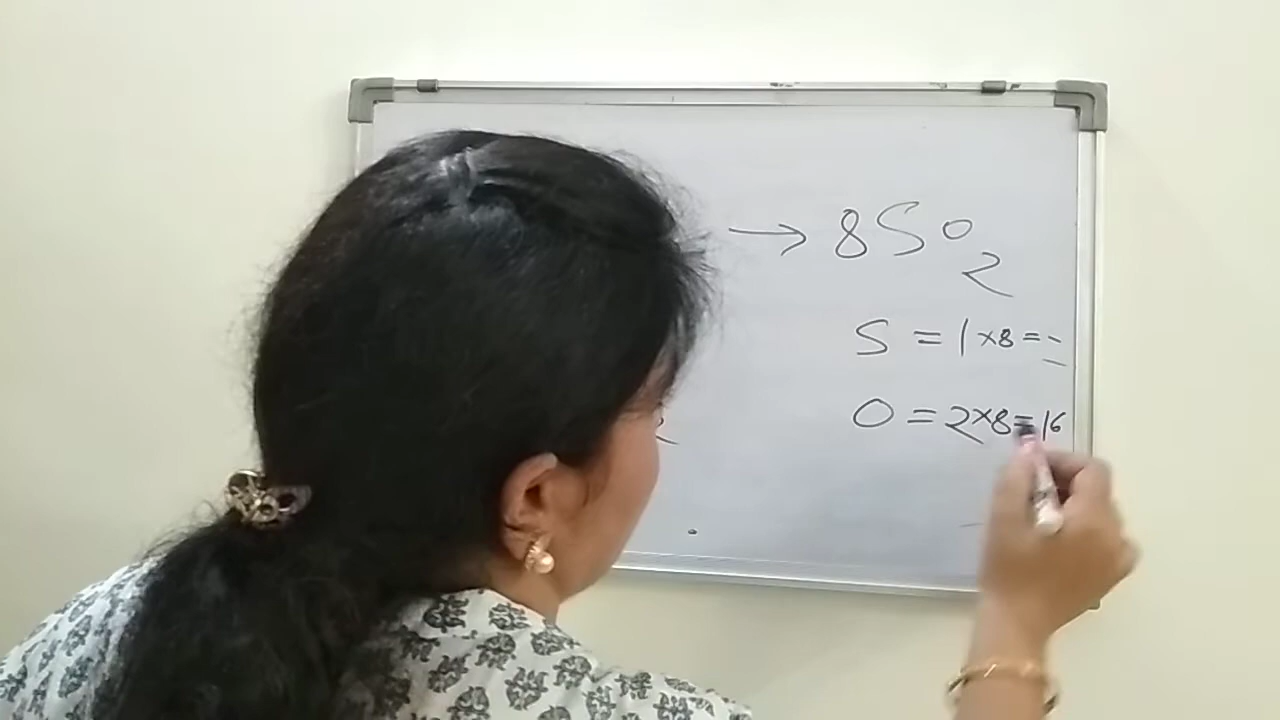 → 8SO2
S = 1×8=
O = 2×8=16